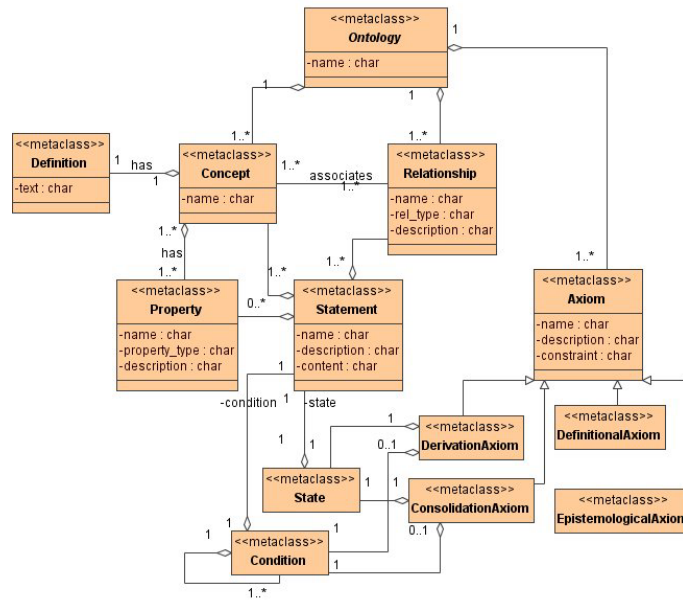 <<metaclass>>
Ontology
-name : char
1
1
1
1..*
1..*
<<metaclass>>
Definition
-text : char
1
has
1
<<metaclass>>
Concept
-name : char
1..*
associates
1..*
<<metaclass>>
Relationship
-name : char
-rel_type : char
-description : char
1..*
has
1..*
1..*
1..*
1..*
<<metaclass>>
Property
-name : char
-property_type : char
-description : char
0..*
<<metaclass>>
Statement
-name : char
-description : char
-content : char
<<metaclass>>
Axiom
-name : char
-description : char
-constraint : char
1
-condition
1
-state
1
1
1
0..1
<<metaclass>>
DerivationAxiom
<<metaclass>>
DefinitionalAxiom
<<metaclass>>
State
1
1
<<metaclass>>
ConsolidationAxiom
<<metaclass>>
EpistemologicalAxiom
0..1
1
1
<<metaclass>>
Condition
1
1
1..*